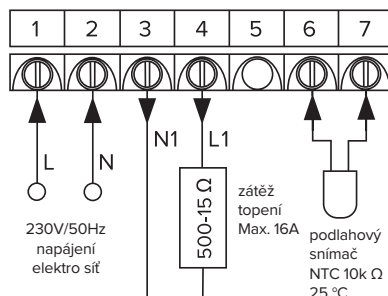 1 2 3 4 5 6 7
L N N1 L1
500-15 Ω
230V/50Hz
napájení
elektro síť
zátěž
topení
Max. 16A
podlahový
snímač
NTC 10k Ω
25 °C